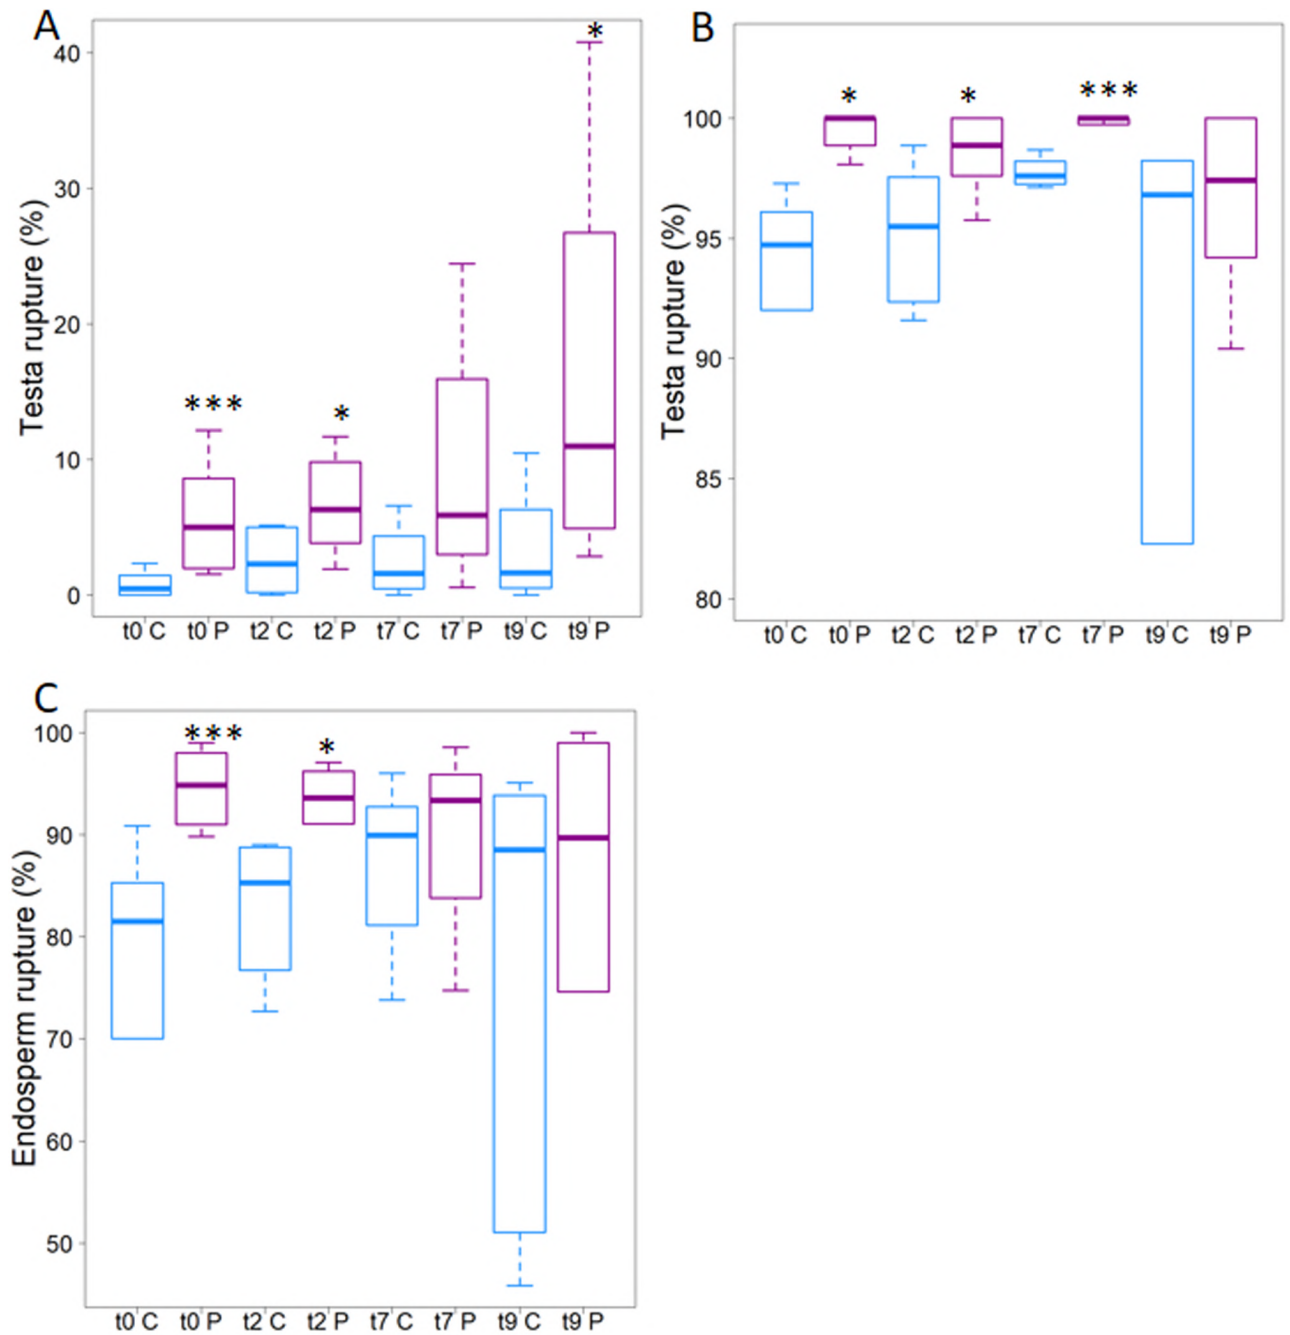 A
*
40
30
20
10
0
Testa rupture (%)
***
*
t0 C t0 P t2 C t2 P t7 C t7 P t9 C t9 P
B
* * ***
100
95
90
85
80
Testa rupture (%)
t0 C t0 P t2 C t2 P t7 C t7 P t9 C t9 P
C
*** *
100
90
80
70
60
50
Endosperm rupture (%)
t0 C t0 P t2 C t2 P t7 C t7 P t9 C t9 P